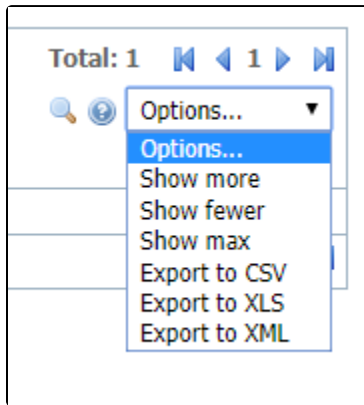 Total: 1 1
Options...
Options...
Show more
Show fewer
Show max
Export to CSV
Export to XLS
Export to XML